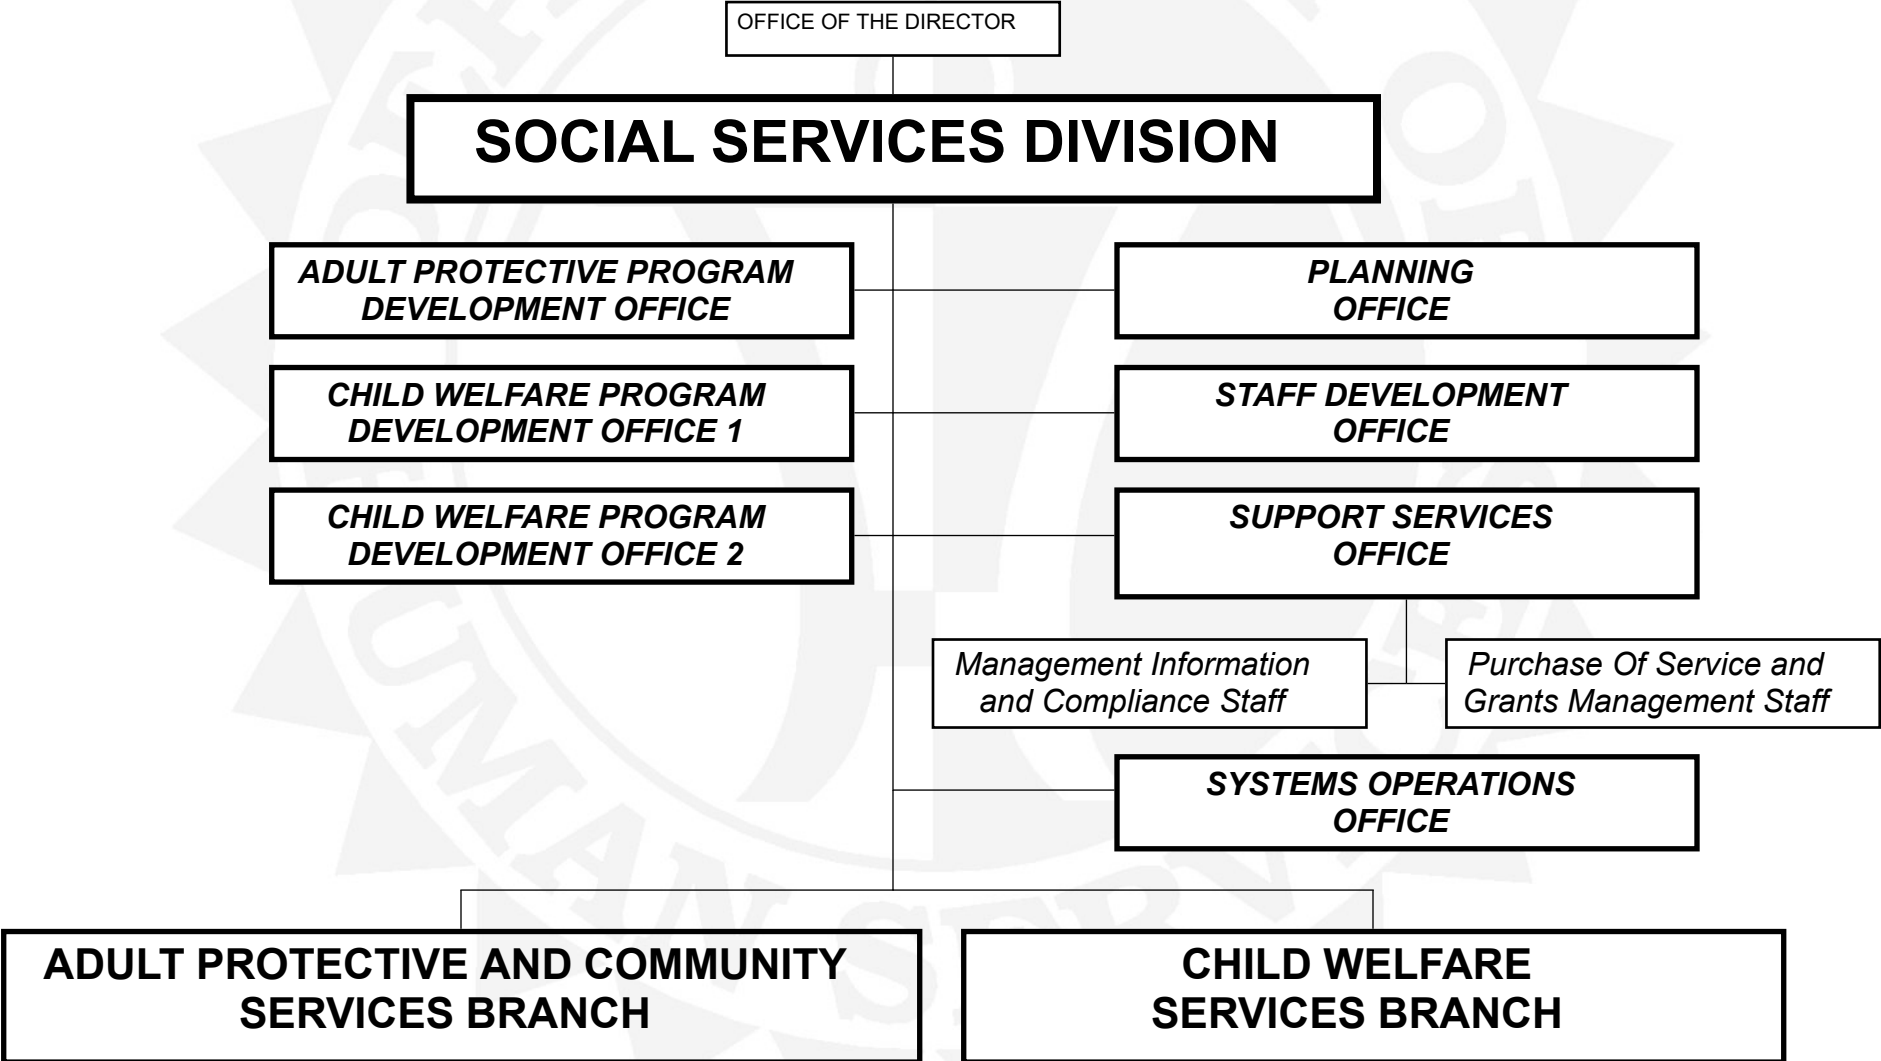 OFFICE OF THE DIRECTOR
SOCIAL SERVICES DIVISION
ADULT PROTECTIVE PROGRAM
DEVELOPMENT OFFICE
PLANNING
OFFICE
CHILD WELFARE PROGRAM
DEVELOPMENT OFFICE 1
STAFF DEVELOPMENT
OFFICE
CHILD WELFARE PROGRAM
DEVELOPMENT OFFICE 2
SUPPORT SERVICES
OFFICE
Management Information
and Compliance Staff
Purchase Of Service and
Grants Management Staff
SYSTEMS OPERATIONS
OFFICE
ADULT PROTECTIVE AND COMMUNITY
SERVICES BRANCH
CHILD WELFARE
SERVICES BRANCH